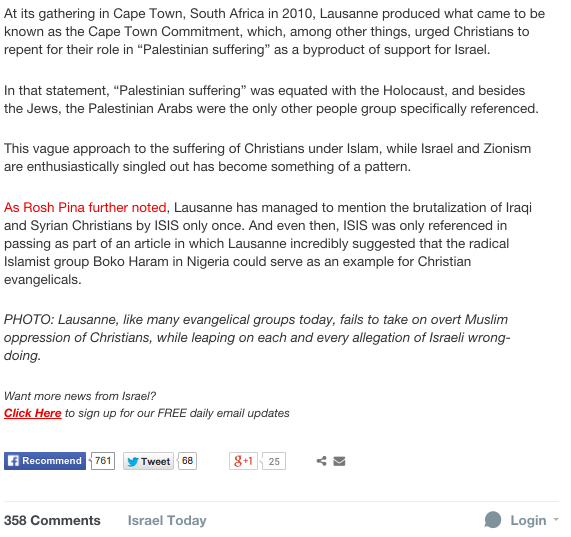 At its gathering in Cape Town, South Africa in 2010, Lausanne produced what came to be
known as the Cape Town Commitment, which, among other things, urged Christians to
repent for their role in “Palestinian suffering” as a byproduct of support for Israel.
In that statement, “Palestinian suffering” was equated with the Holocaust, and besides
the Jews, the Palestinian Arabs were the only other people group specifically referenced.
This vague approach to the suffering of Christians under Islam, while Israel and Zionism
are enthusiastically singled out has become something of a pattern.
As Rosh Pina further noted, Lausanne has managed to mention the brutalization of Iraqi
and Syrian Christians by ISIS only once. And even then, ISIS was only referenced in
passing as part of an article in which Lausanne incredibly suggested that the radical
Islamist group Boko Haram in Nigeria could serve as an example for Christian
evangelicals.
PHOTO: Lausanne, like many evangelical groups today, fails to take on overt Muslim
oppression of Christians, while leaping on each and every allegation of Israeli wrong-
doing.
Want more news from Israel?
Click Here to sign up for our FREE daily email updates
Recommend 761 Tweet 68 g+1 25
358 Comments Israel Today Login